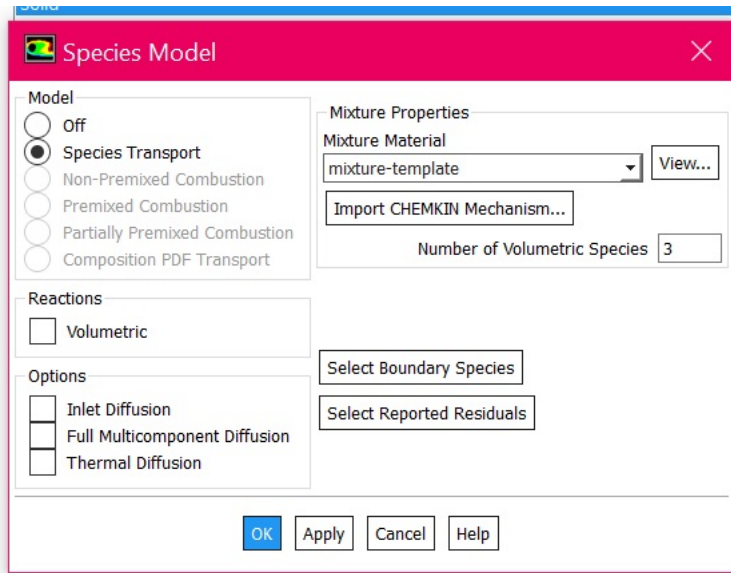 Solid
Species Model
Model
Off
Species Transport
Non-Premixed Combustion
Premixed Combustion
Partially Premixed Combustion
Composition PDF Transport
Mixture Properties
Mixture Material
mixture-template
View...
Import CHEMKIN Mechanism...
Number of Volumetric Species 3
Reactions
Volumetric
Options
Inlet Diffusion
Full Multicomponent Diffusion
Thermal Diffusion
Select Boundary Species
Select Reported Residuals
OK
Apply
Cancel
Help